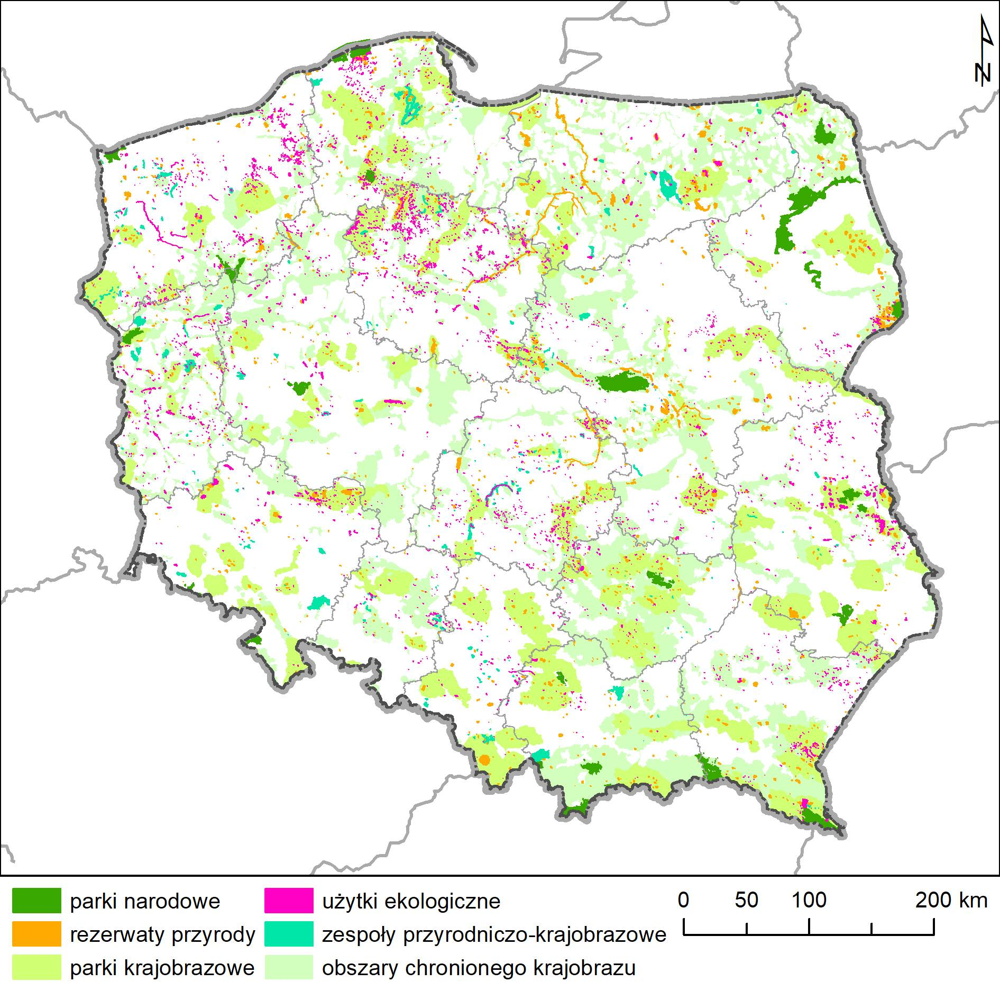 N
parki narodowe
rezerwaty przyrody
parki krajobrazowe
użytki ekologiczne
zespoły przyrodniczo-krajobrazowe
obszary chronionego krajobrazu
0 50 100 200 km